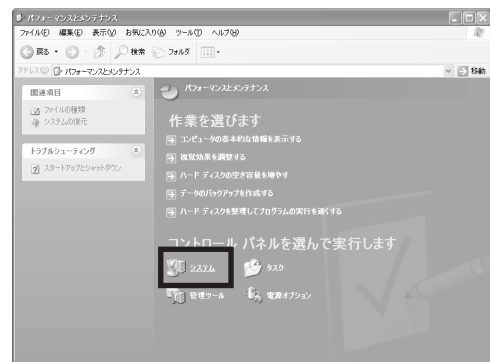 パフォーマンスとメンテナンス
ファイル(F) 編集(E) 表示(V) お気に入り(A) ツール(T) ヘルプ(H)
戻る 検索 フォルダ
アドレス(D) パフォーマンスとメンテナンス 移動
関連項目
ファイルの種類
システムの復元
トラブルシューティング
スタートアップとシャットダウン
パフォーマンスとメンテナンス
作業を選びます
コンピュータの基本的な情報を表示する
視覚効果を調整する
ハード ディスクの空き容量を増やす
データのバックアップを作成する
ハード ディスクを整理してプログラムの実行を速くする
コントロール パネルを選んで実行します
システム タスク
管理ツール 電源オプション